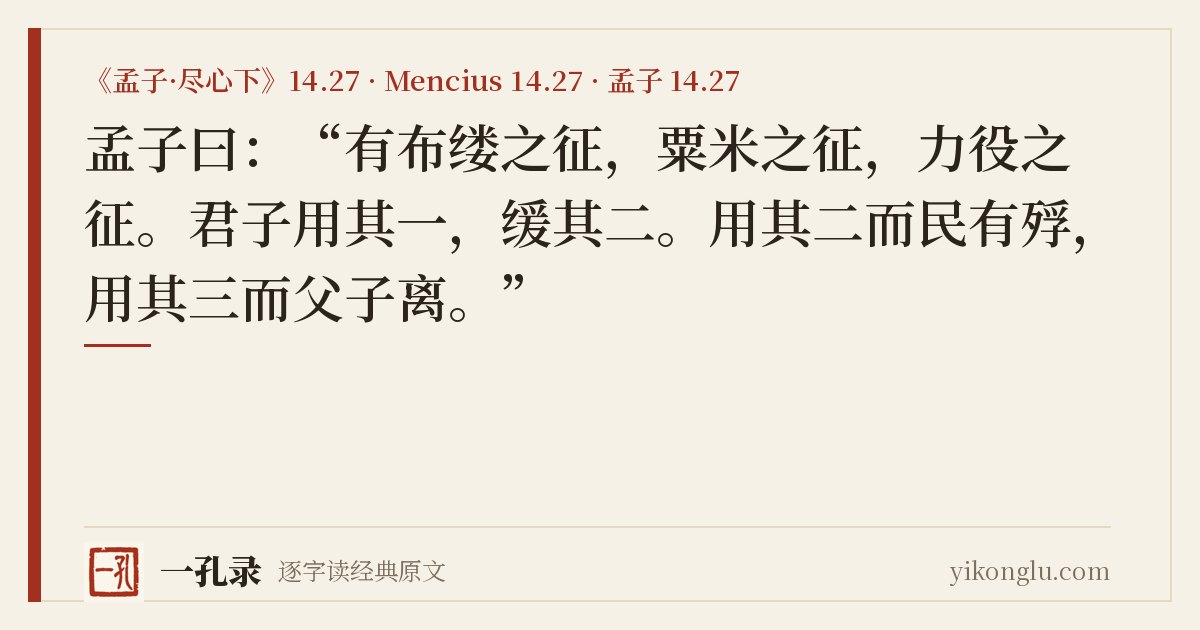 《孟子·尽心下》14.27 · Mencius 14.27 · 孟子 14.27
孟子曰：“有布缕之征，粟米之征，力役之
征。君子用其一，缓其二。用其二而民有殍，
用其三而父子离。”
一孔
一孔录 逐字读经典原文 yikonglu.com